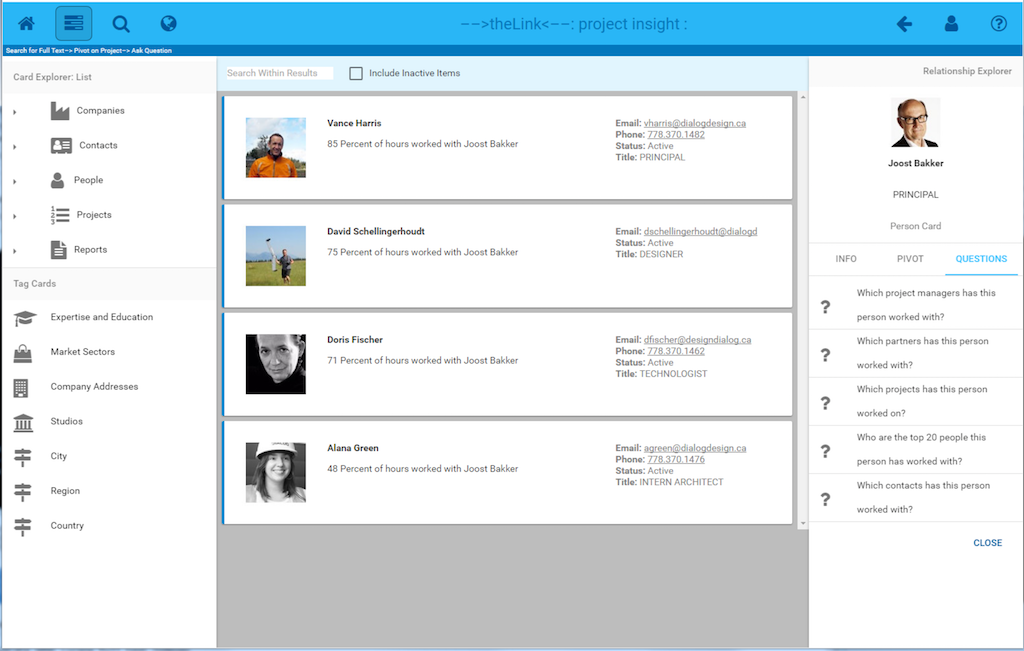 -->theLink<--: project insight :
Search for Full Text--> Pivot on Project--> Ask Question
Card Explorer: List
Companies
Contacts
People
1
2
3
Projects
Reports
Tag Cards
Expertise and Education
Market Sectors
Company Addresses
Studios
City
Region
Country
Search Within Results
Include Inactive Items
Vance Harris
85 Percent of hours worked with Joost Bakker
Email: vharris@dialogdesign.ca
Phone: 778.370.1482
Status: Active
Title: PRINCIPAL
David Schellingerhoudt
75 Percent of hours worked with Joost Bakker
Email: dschellingerhoudt@dialogd
Status: Active
Title: DESIGNER
Doris Fischer
71 Percent of hours worked with Joost Bakker
Email: dfischer@designdialog.ca
Phone: 778.370.1462
Status: Active
Title: TECHNOLOGIST
Alana Green
48 Percent of hours worked with Joost Bakker
Email: agreen@dialogdesign.ca
Phone: 778.370.1476
Status: Active
Title: INTERN ARCHITECT
Relationship Explorer
Joost Bakker
PRINCIPAL
Person Card
INFO PIVOT QUESTIONS
? Which project managers has this
person worked with?
? Which partners has this person
worked with?
? Which projects has this person
worked on?
? Who are the top 20 people this
person has worked with?
? Which contacts has this person
worked with?
CLOSE